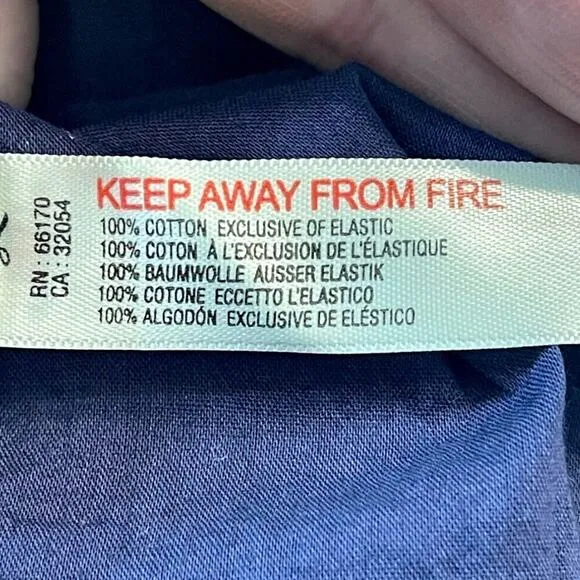 RN : 66170
CA : 32054
KEEP AWAY FROM FIRE
100% COTTON EXCLUSIVE OF ELASTIC
100% COTON À L'EXCLUSION DE L'ÉLASTIQUE
100% BAUMWOLLE AUSSER ELASTIK
100% COTONE ECCETTO L'ELASTICO
100% ALGODÓN EXCLUSIVE DE ELÉSTICO